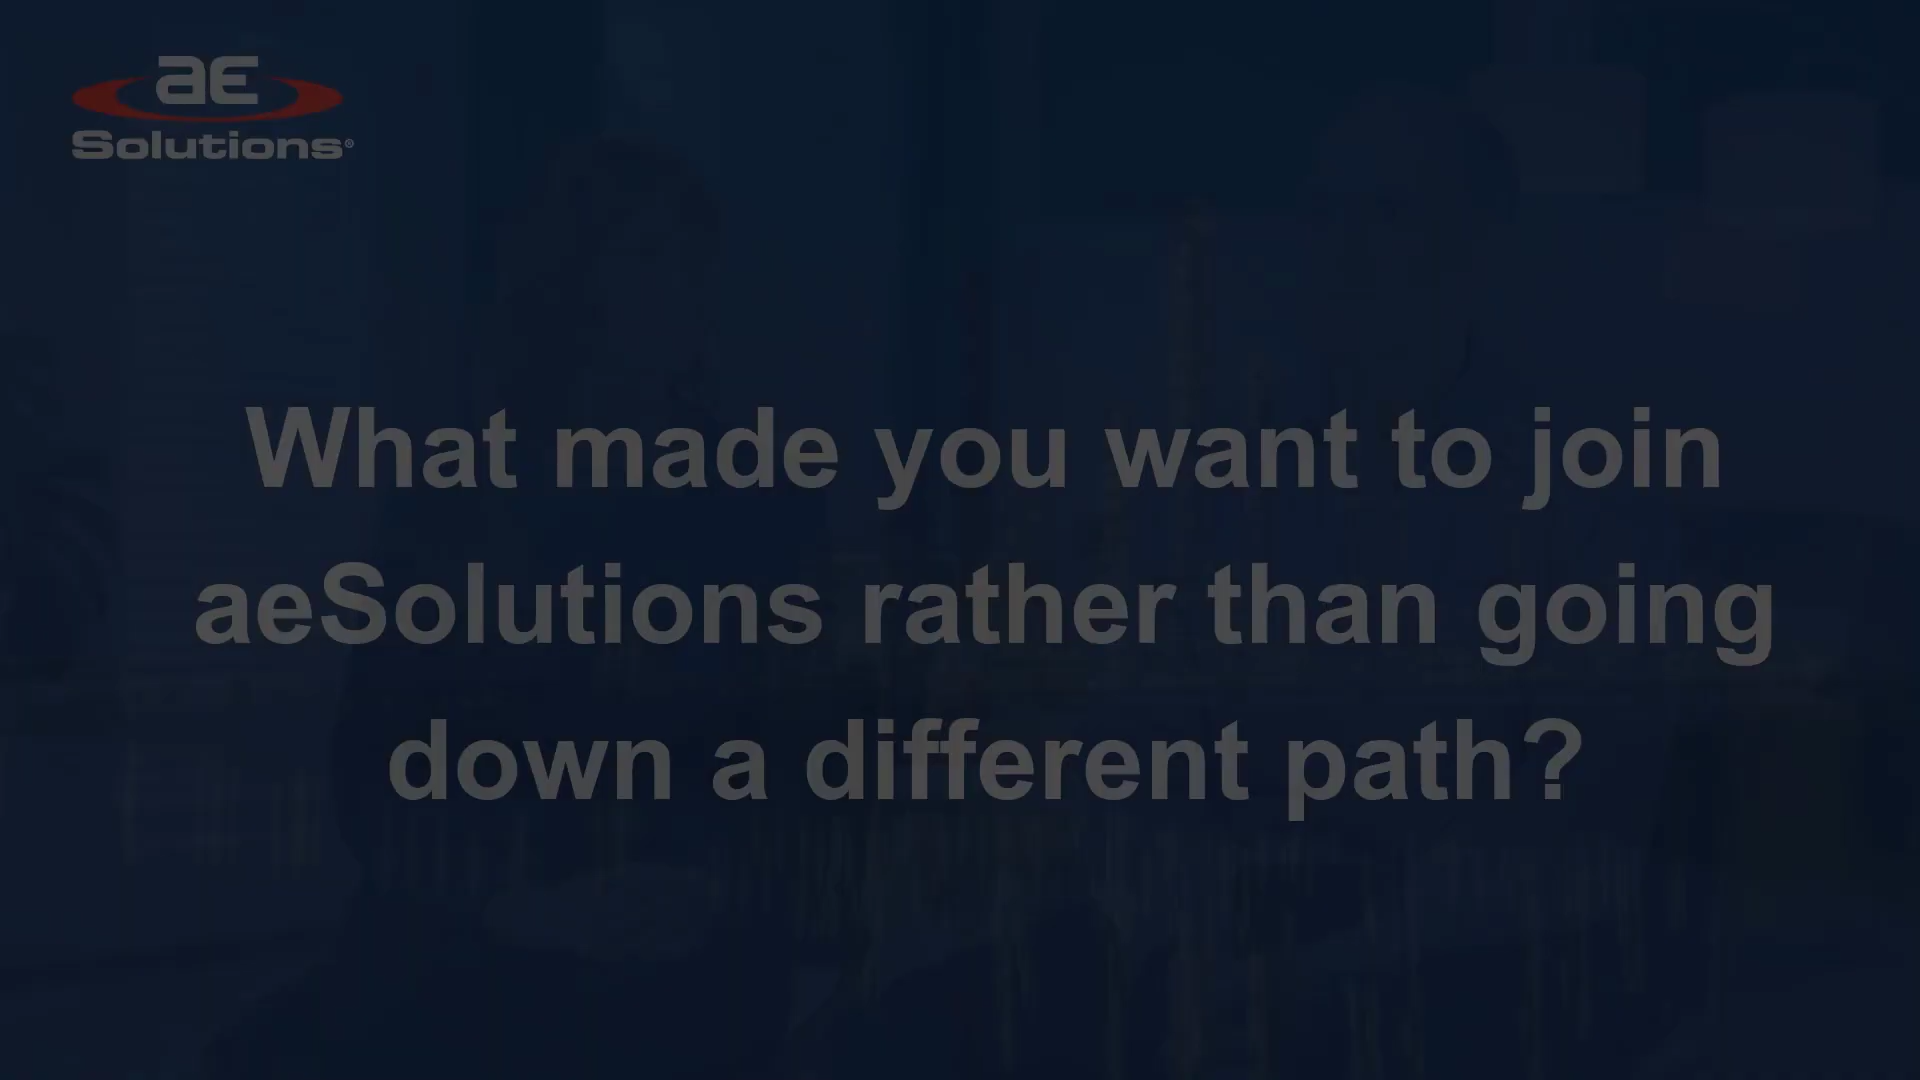 ae
Solutions®
What made you want to join
aeSolutions rather than going
down a different path?